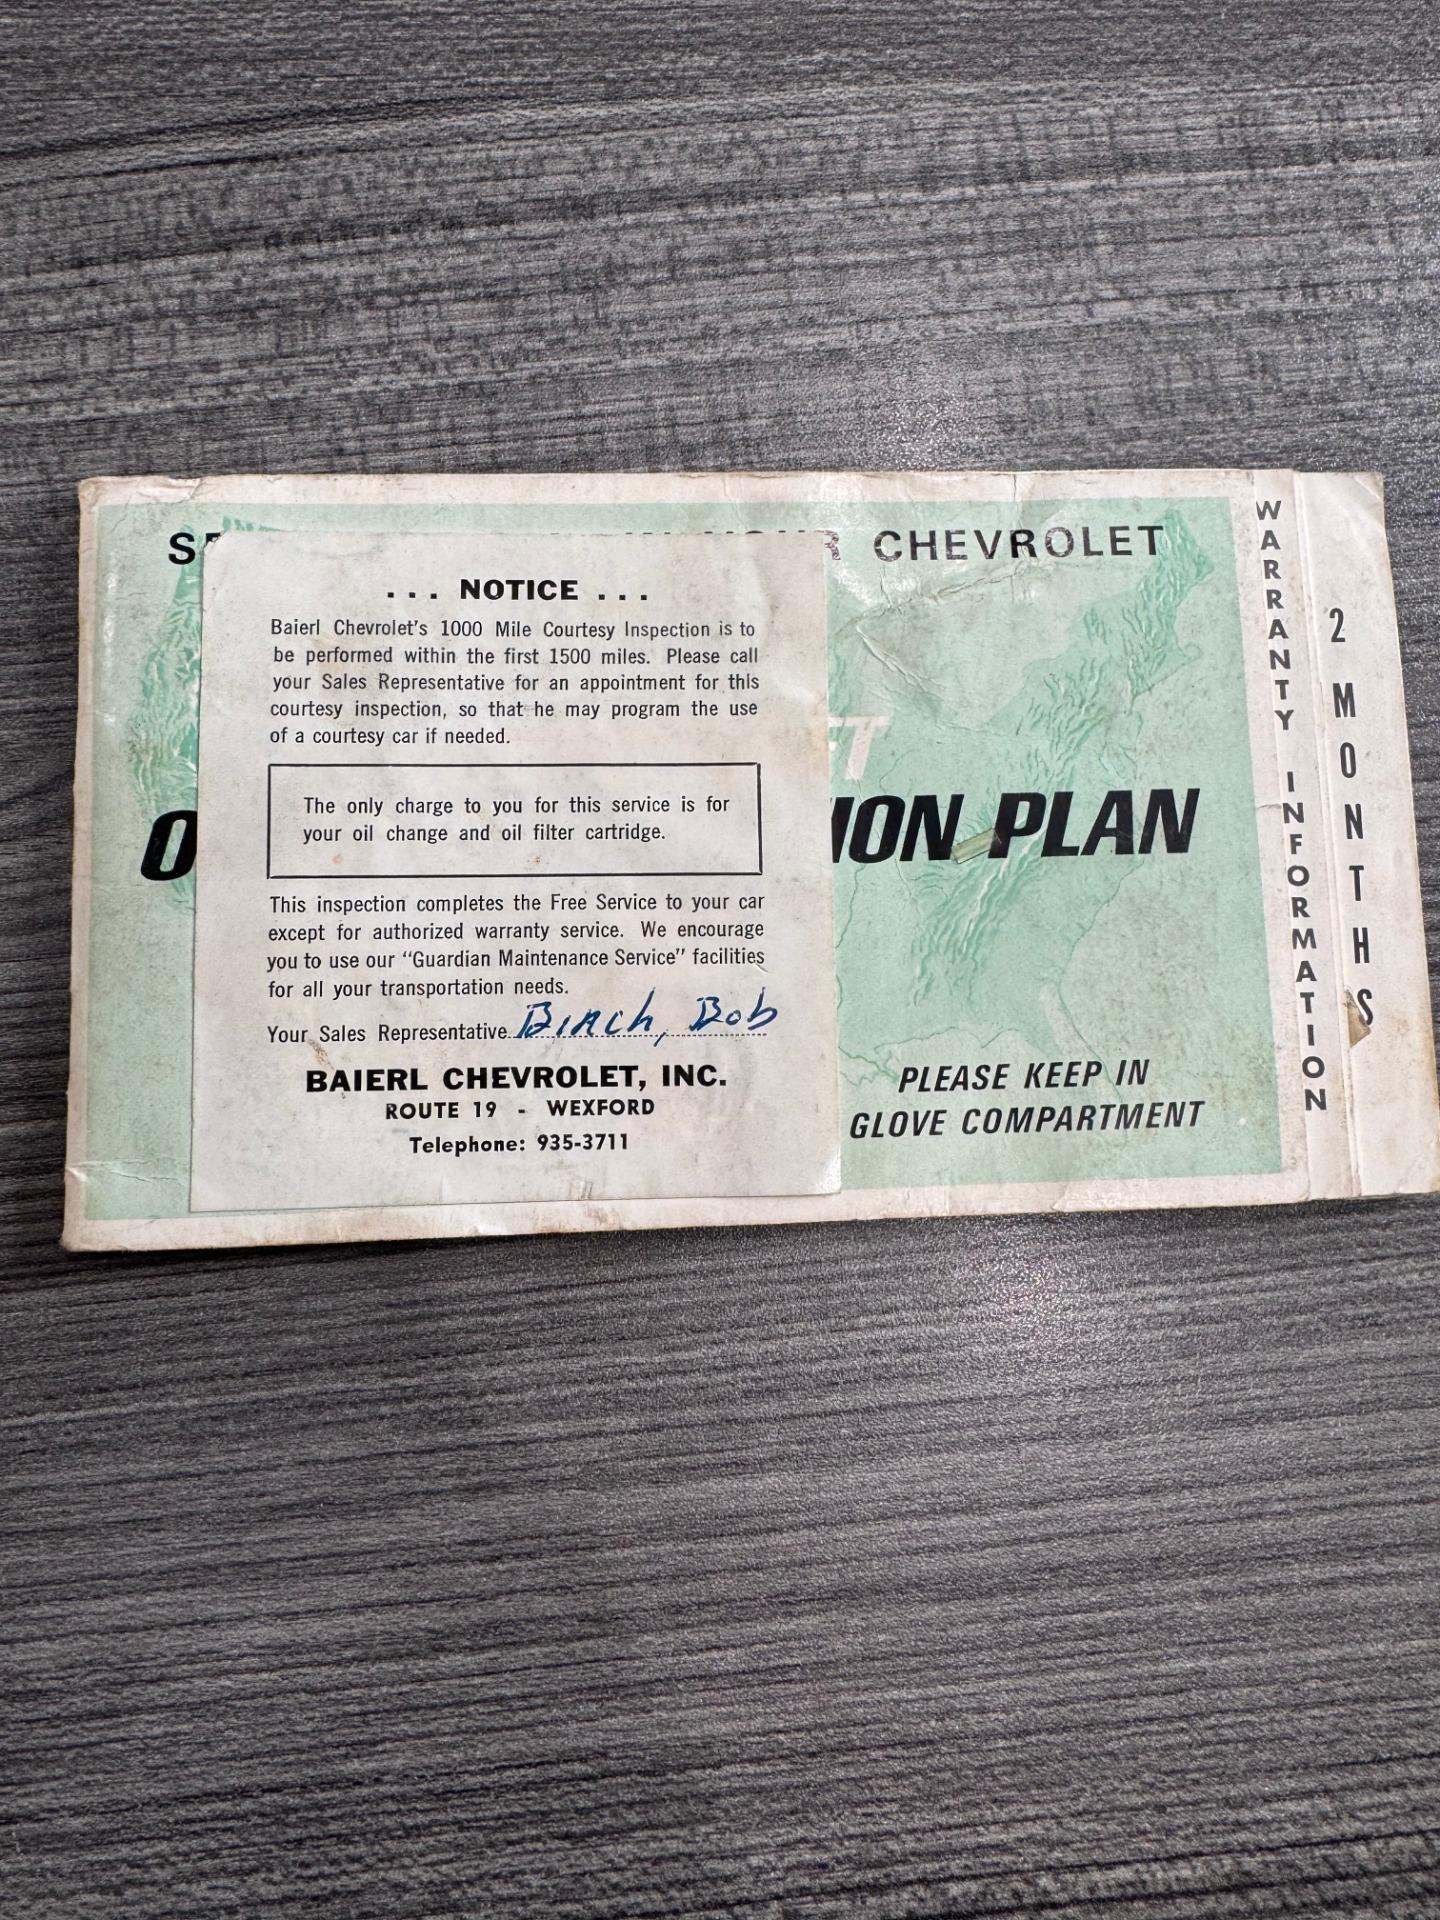 CHEVROLET
. . . NOTICE . . .
Baierl Chevrolet's 1000 Mile Courtesy Inspection is to
be performed within the first 1500 miles. Please call
your Sales Representative for an appointment for this
courtesy inspection, so that he may program the use
of a courtesy car if needed.
The only charge to you for this service is for
your oil change and oil filter cartridge.
This inspection completes the Free Service to your car
except for authorized warranty service. We encourage
you to use our "Guardian Maintenance Service" facilities
for all your transportation needs.
Your Sales Representative Birch, Bob
BAIERL CHEVROLET, INC.
ROUTE 19 - WEXFORD
Telephone: 935-3711
PLAN
PLEASE KEEP IN
GLOVE COMPARTMENT
WARRANTY INFORMATION
2 MONTHS